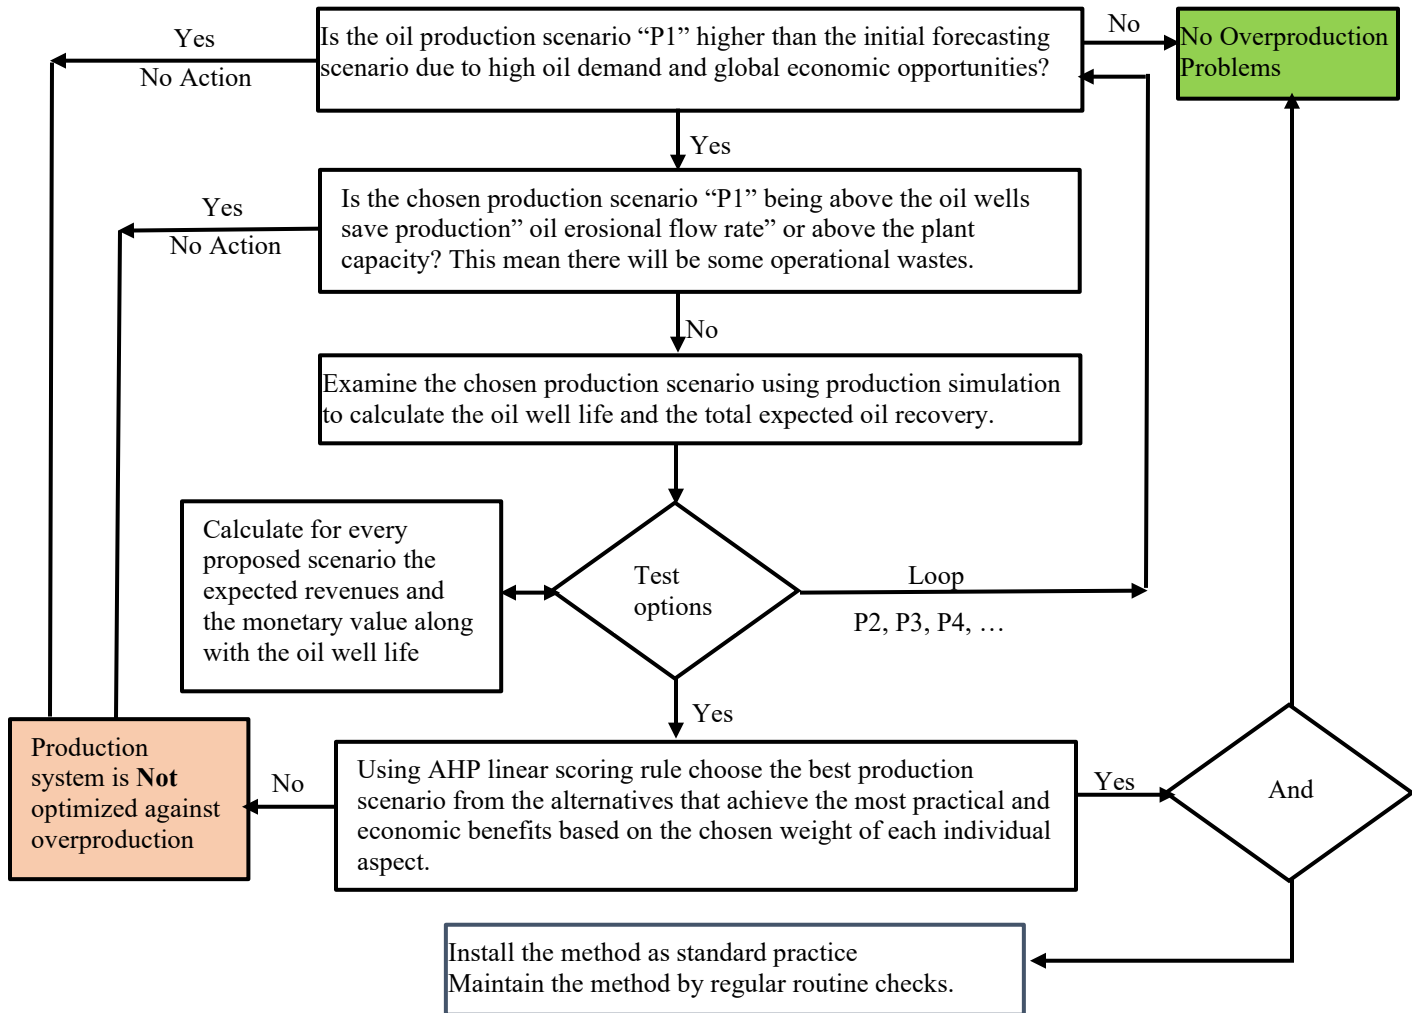 Yes
No Action
Is the oil production scenario “P1” higher than the initial forecasting
scenario due to high oil demand and global economic opportunities?
No
No Overproduction
Problems
Yes
Yes
No Action
Is the chosen production scenario “P1” being above the oil wells
save production” oil erosional flow rate” or above the plant
capacity? This mean there will be some operational wastes.
No
Examine the chosen production scenario using production simulation
to calculate the oil well life and the total expected oil recovery.
Calculate for every
proposed scenario the
expected revenues and
the monetary value along
with the oil well life
Test
options
Loop
P2, P3, P4, …
Yes
Production
system is Not
optimized against
overproduction
No
Using AHP linear scoring rule choose the best production
scenario from the alternatives that achieve the most practical and
economic benefits based on the chosen weight of each individual
aspect.
Yes
And
Install the method as standard practice
Maintain the method by regular routine checks.